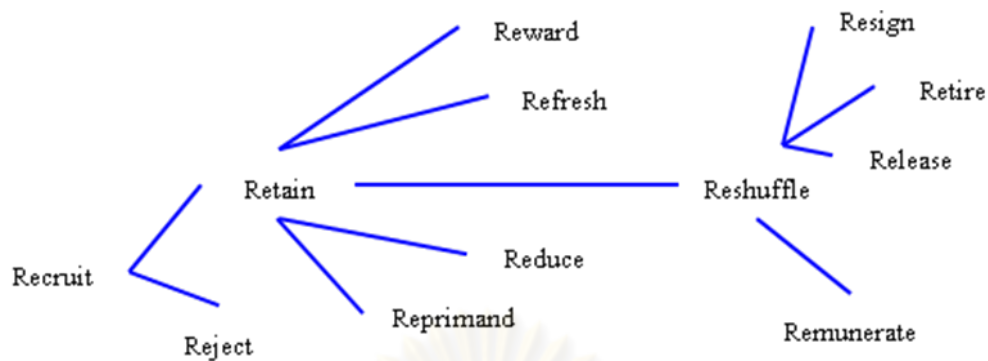 Resign
Reward
Retire
Refresh
Release
Retain
Reshuffle
Reduce
Recruit
Reprimand
Remunerate
Reject